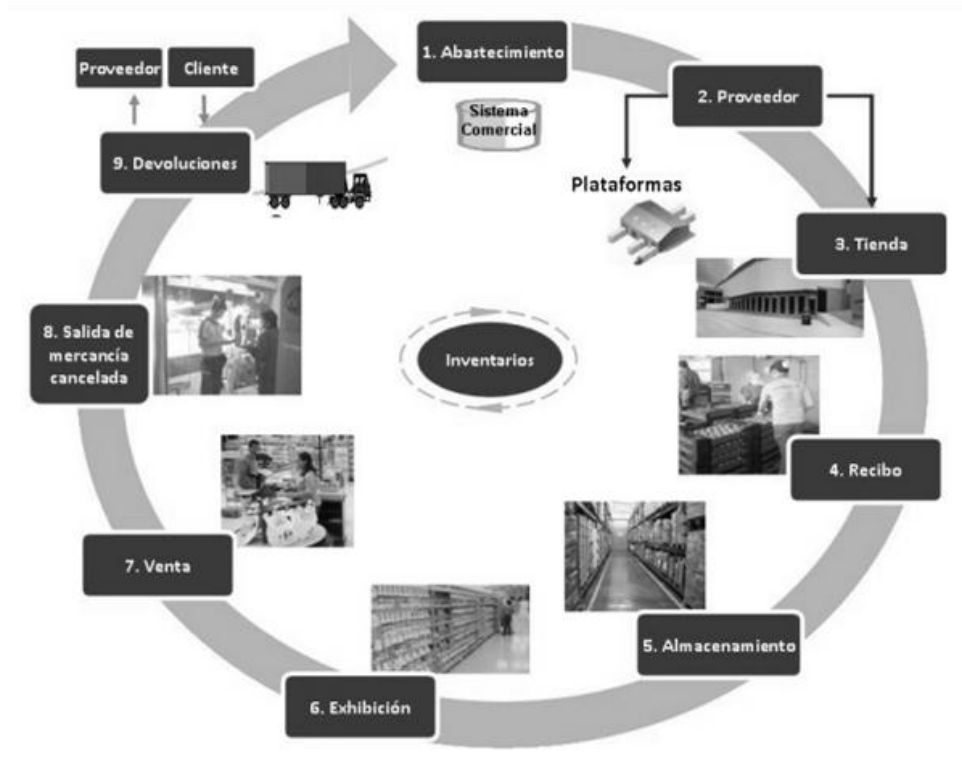 1. Abastecimiento
Sistema
Comercial
2. Proveedor
Plataformas
3. Tienda
4. Recibo
5. Almacenamiento
6. Exhibición
7. Venta
8. Salida de
mercancía
cancelada
9. Devoluciones
Proveedor
Cliente
Inventarios